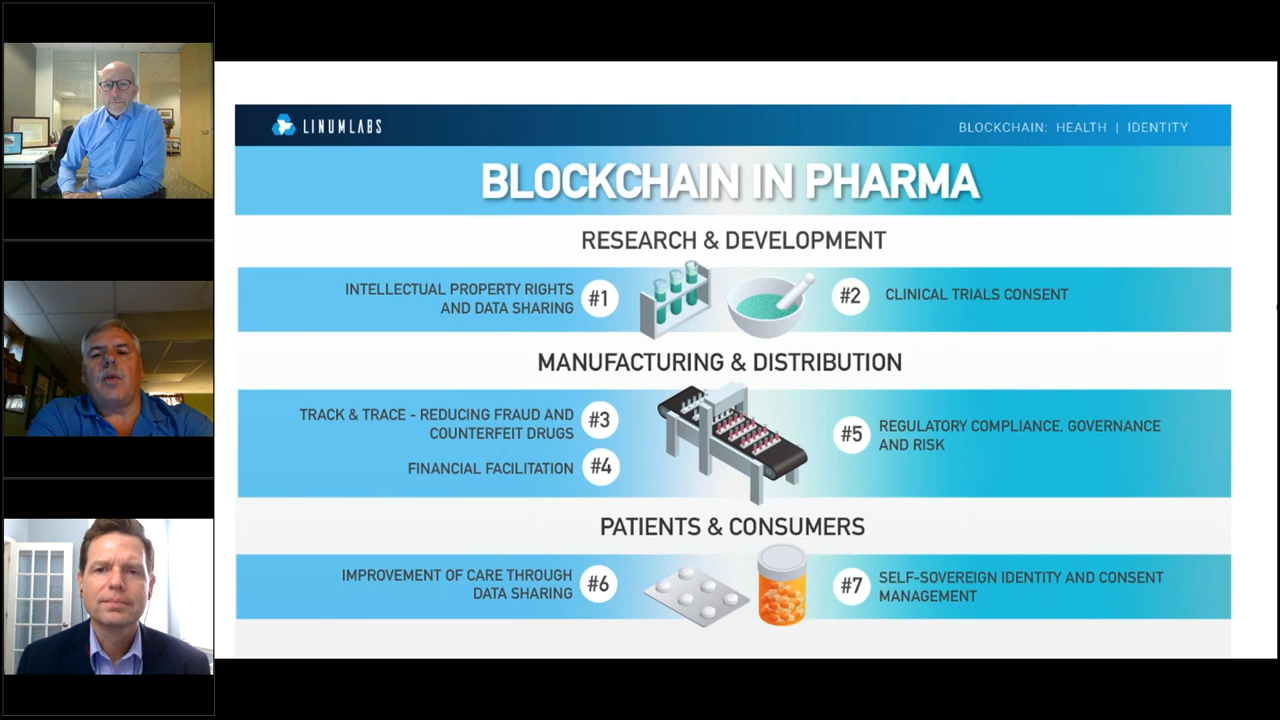 LINUMLABS
BLOCKCHAIN: HEALTH | IDENTITY
BLOCKCHAIN IN PHARMA
RESEARCH & DEVELOPMENT
INTELLECTUAL PROPERTY RIGHTS
AND DATA SHARING
#1
#2
CLINICAL TRIALS CONSENT
MANUFACTURING & DISTRIBUTION
TRACK & TRACE - REDUCING FRAUD AND
COUNTERFEIT DRUGS
#3
FINANCIAL FACILITATION
#4
#5
REGULATORY COMPLIANCE, GOVERNANCE
AND RISK
PATIENTS & CONSUMERS
IMPROVEMENT OF CARE THROUGH
DATA SHARING
#6
#7
SELF-SOVEREIGN IDENTITY AND CONSENT
MANAGEMENT